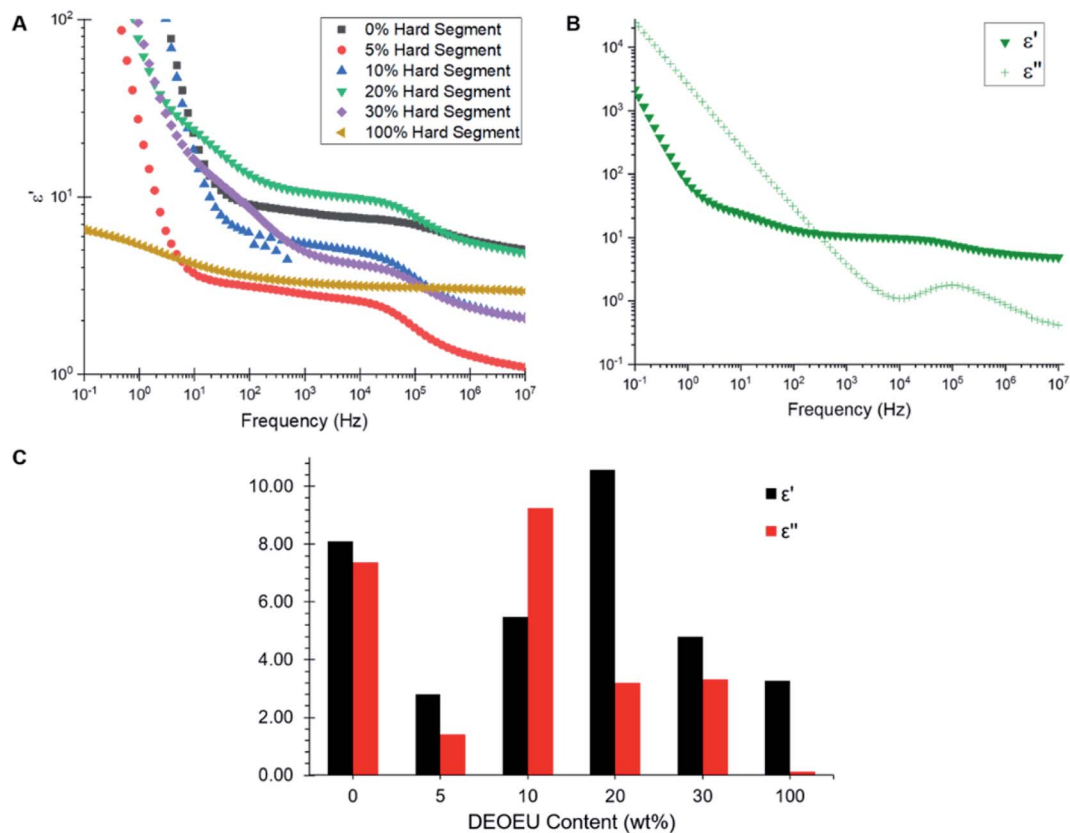 A
10²
10¹
10⁰
ε'
0% Hard Segment
5% Hard Segment
10% Hard Segment
20% Hard Segment
30% Hard Segment
100% Hard Segment
10⁻¹ 10⁰ 10¹ 10² 10³ 10⁴ 10⁵ 10⁶ 10⁷
Frequency (Hz)
B
10⁴
10³
10²
10¹
10⁰
10⁻¹
ε'
ε''
10⁻¹ 10⁰ 10¹ 10² 10³ 10⁴ 10⁵ 10⁶ 10⁷
Frequency (Hz)
C
10.00
8.00
6.00
4.00
2.00
0.00
ε'
ε''
0 5 10 20 30 100
DEOEU Content (wt%)